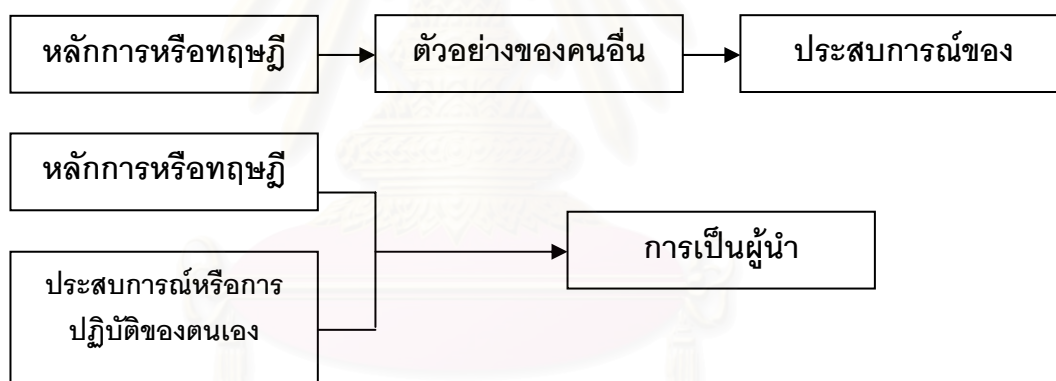 หลักการหรือทฤษฎี
ตัวอย่างของคนอื่น
ประสบการณ์ของ
หลักการหรือทฤษฎี
การเป็นผู้นำ
ประสบการณ์หรือการ
ปฏิบัติของตนเอง